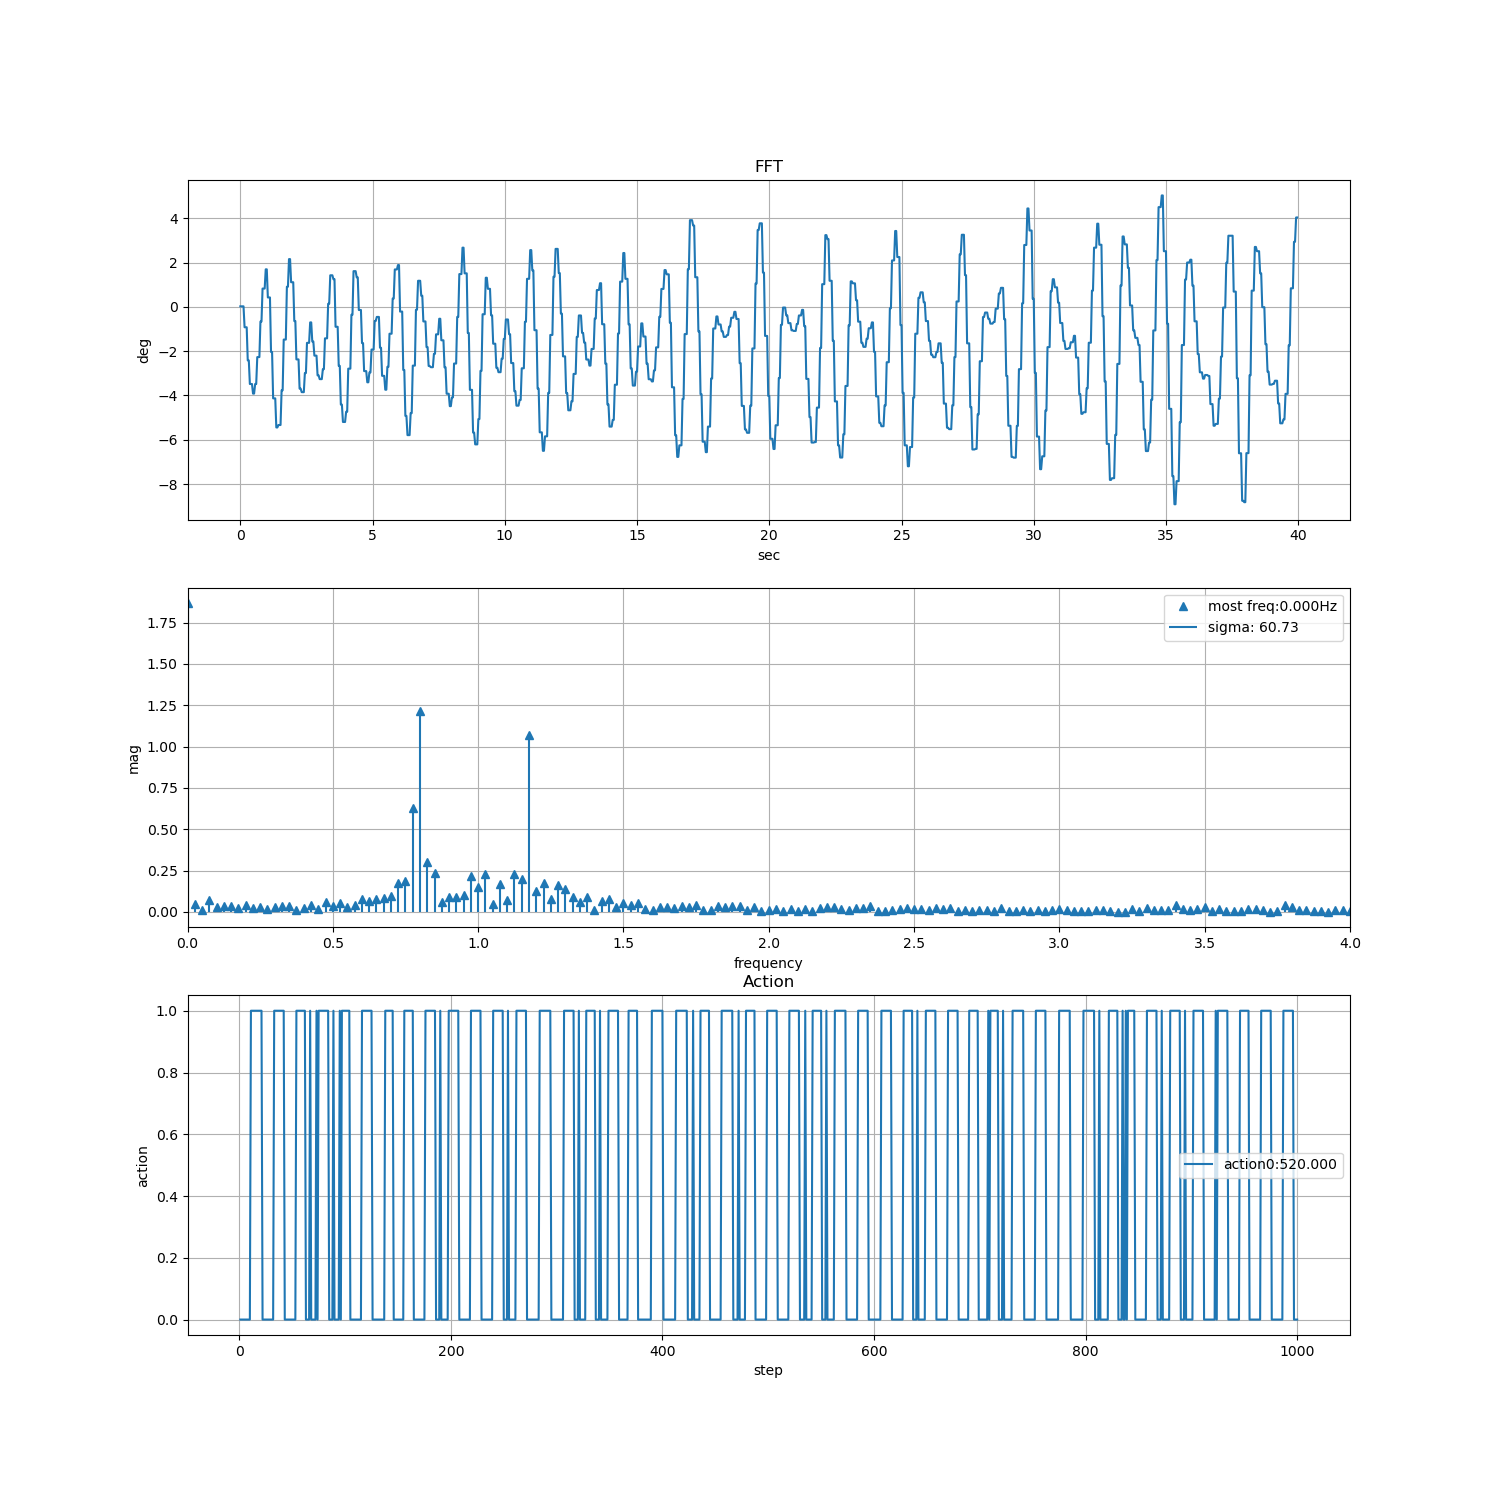 FFT
4
2
0
−2
−4
−6
−8
deg
0 5 10 15 20 25 30 35 40
sec
most freq:0.000Hz
sigma: 60.73
1.75
1.50
1.25
1.00
0.75
0.50
0.25
0.00
mag
0.0 0.5 1.0 1.5 2.0 2.5 3.0 3.5 4.0
frequency
Action
1.0
0.8
0.6
0.4
0.2
0.0
action
action0:520.000
0 200 400 600 800 1000
step